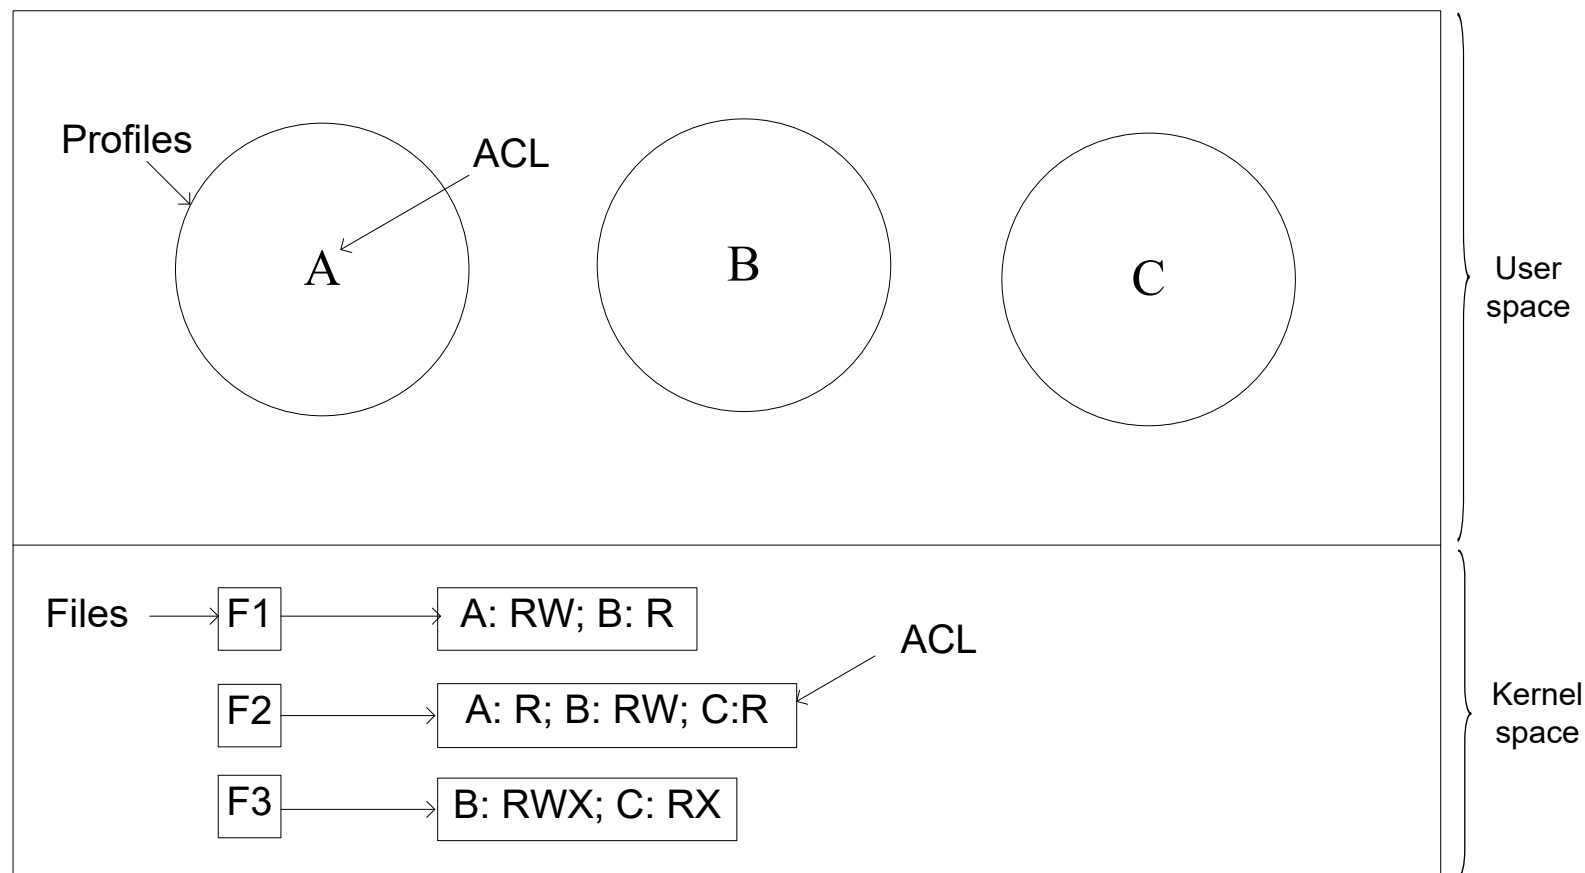 Profiles
ACL
A
B
C
User
space
Files
F1
A: RW; B: R
ACL
F2
A: R; B: RW; C:R
F3
B: RWX; C: RX
Kernel
space